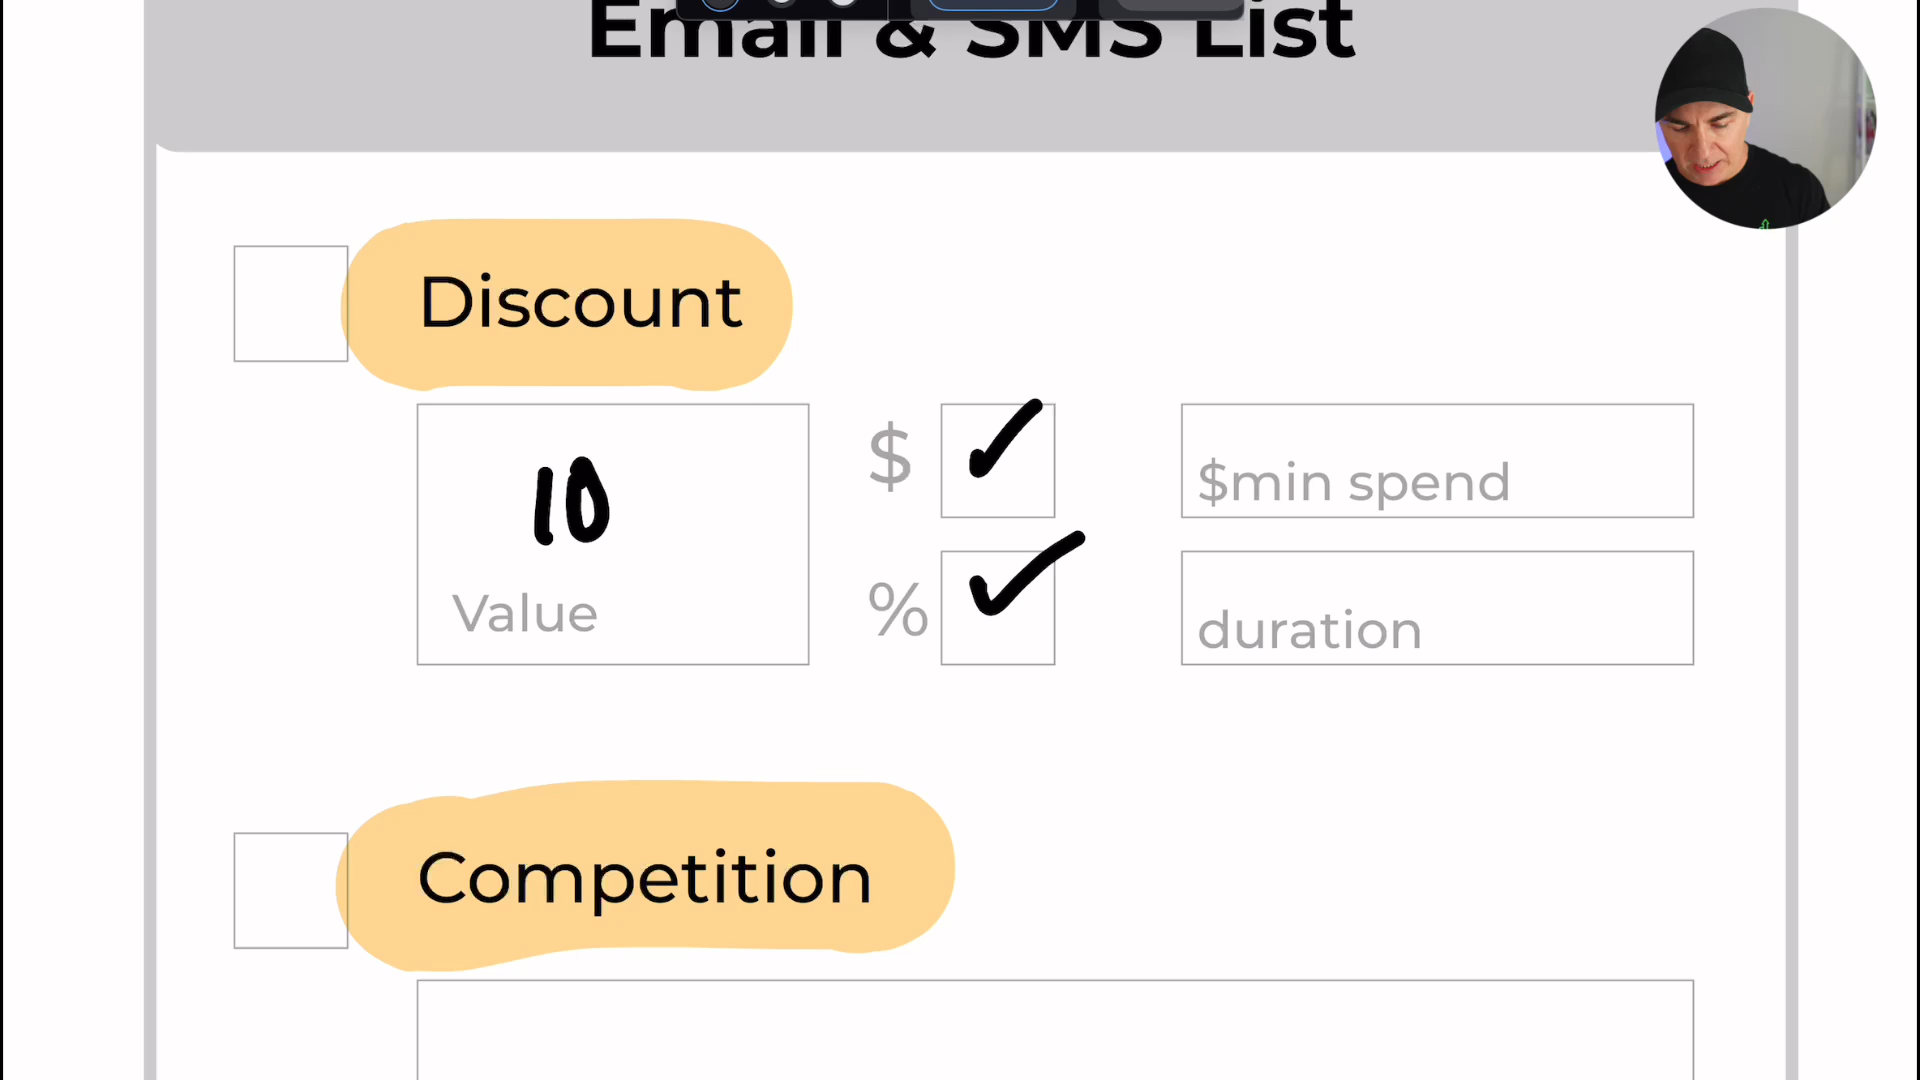 Email & SMS List
Discount
10
Value
$
%
$min spend
duration
Competition